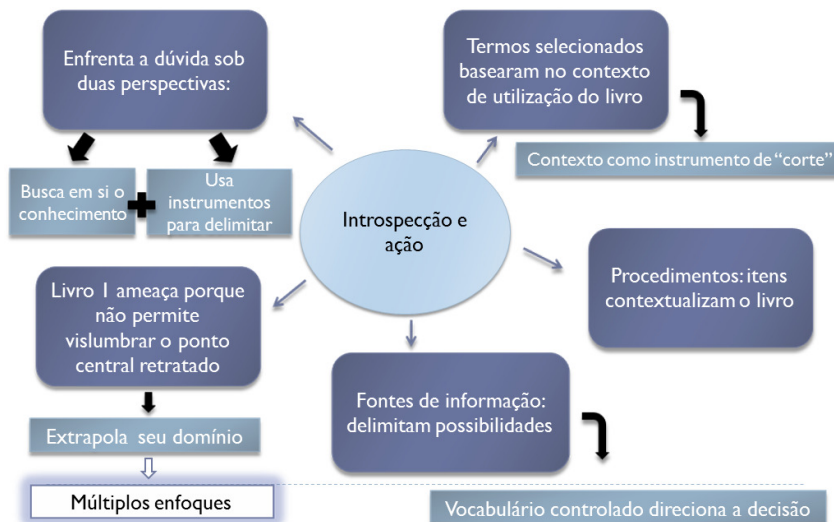 Enfrenta a dúvida sob
duas perspectivas:
Busca em si o
conhecimento
+
Usa
instrumentos
para delimitar
Termos selecionados
basearam no contexto
de utilização do livro
Contexto como instrumento de “corte”
Introspecção e
ação
Livro 1 ameaça porque
não permite
vislumbrar o ponto
central retratado
Extrapola seu domínio
Múltiplos enfoques
Procedimentos: itens
contextualizam o livro
Fontes de informação:
delimitam possibilidades
Vocabulário controlado direciona a decisão